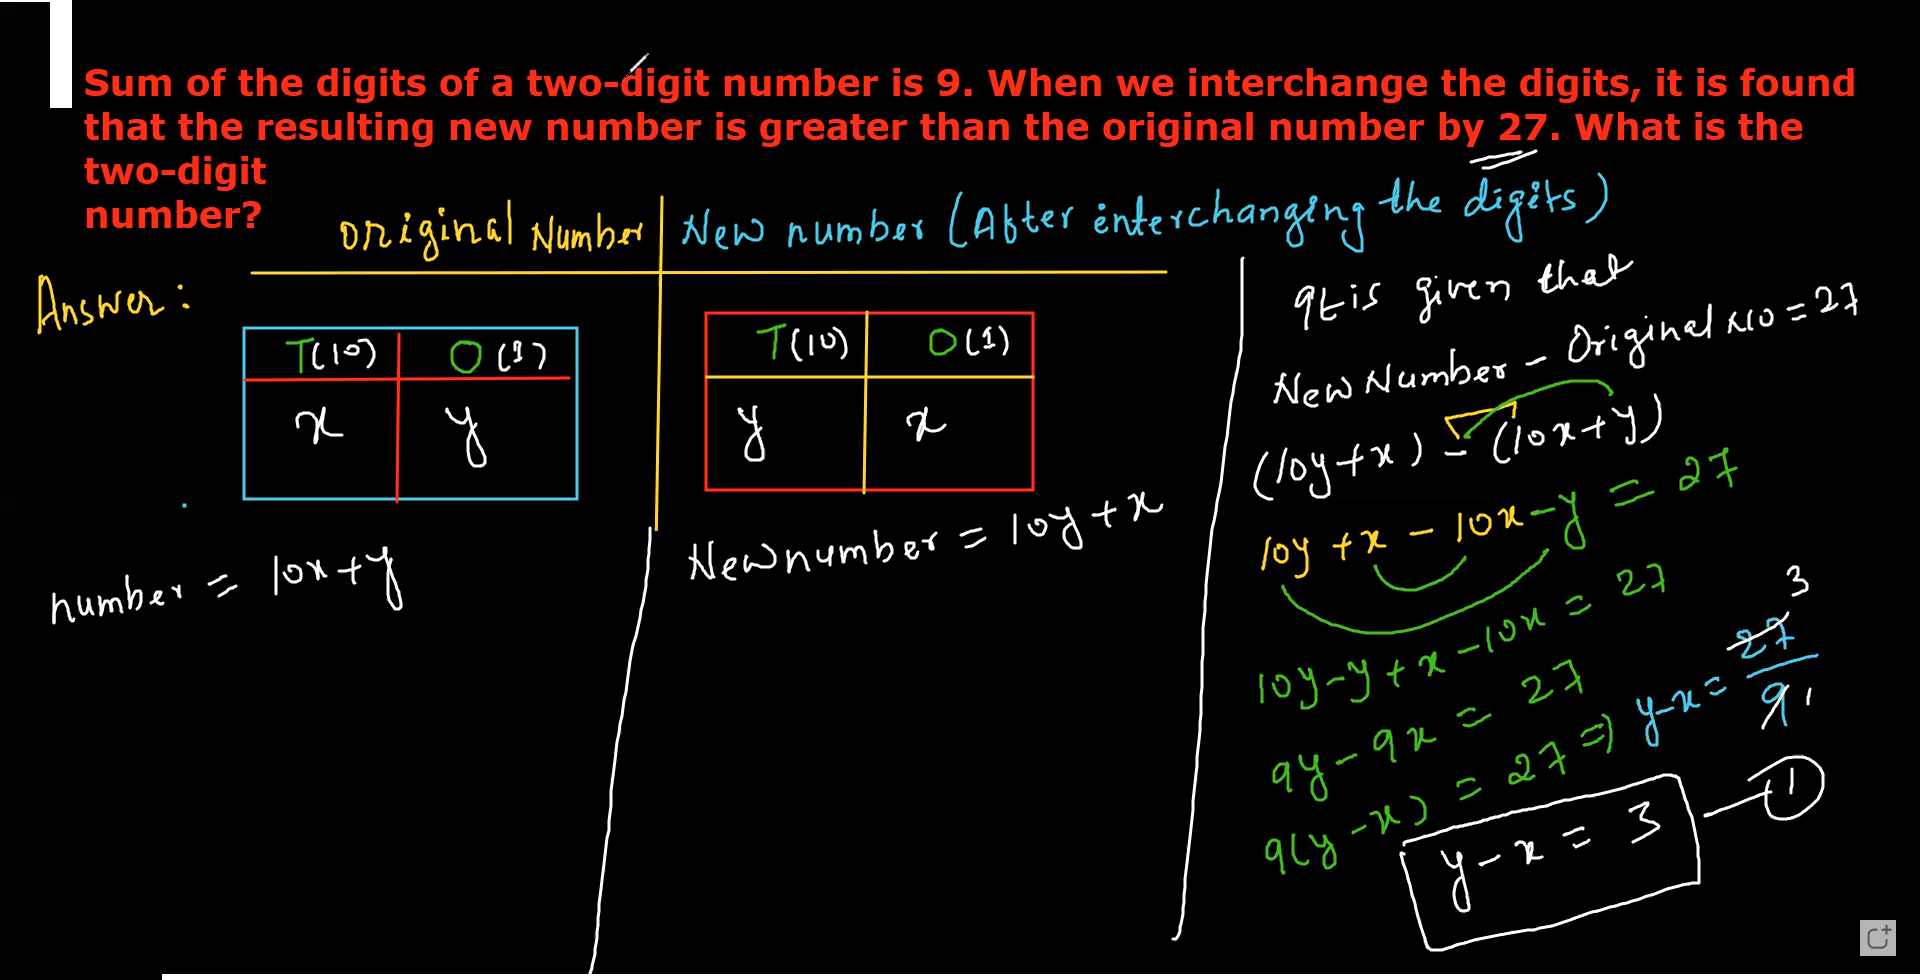 Sum of the digits of a two-digit number is 9. When we interchange the digits, it is found
that the resulting new number is greater than the original number by 27. What is the
two-digit
number?
Original Number
New number (After interchanging the digits)
Answer:
T(10) O(1)
x y
number = 10x+y
T(10) O(1)
y x
New number = 10y+x
It is given that
New Number - Original No = 27
(10y+x) - (10x+y)
10y+x-10x-y = 27
10y-y+x-10x = 27
9y-9x = 27
9(y-x) = 27 => y-x = 27/9
3
1
y-x = 3
1